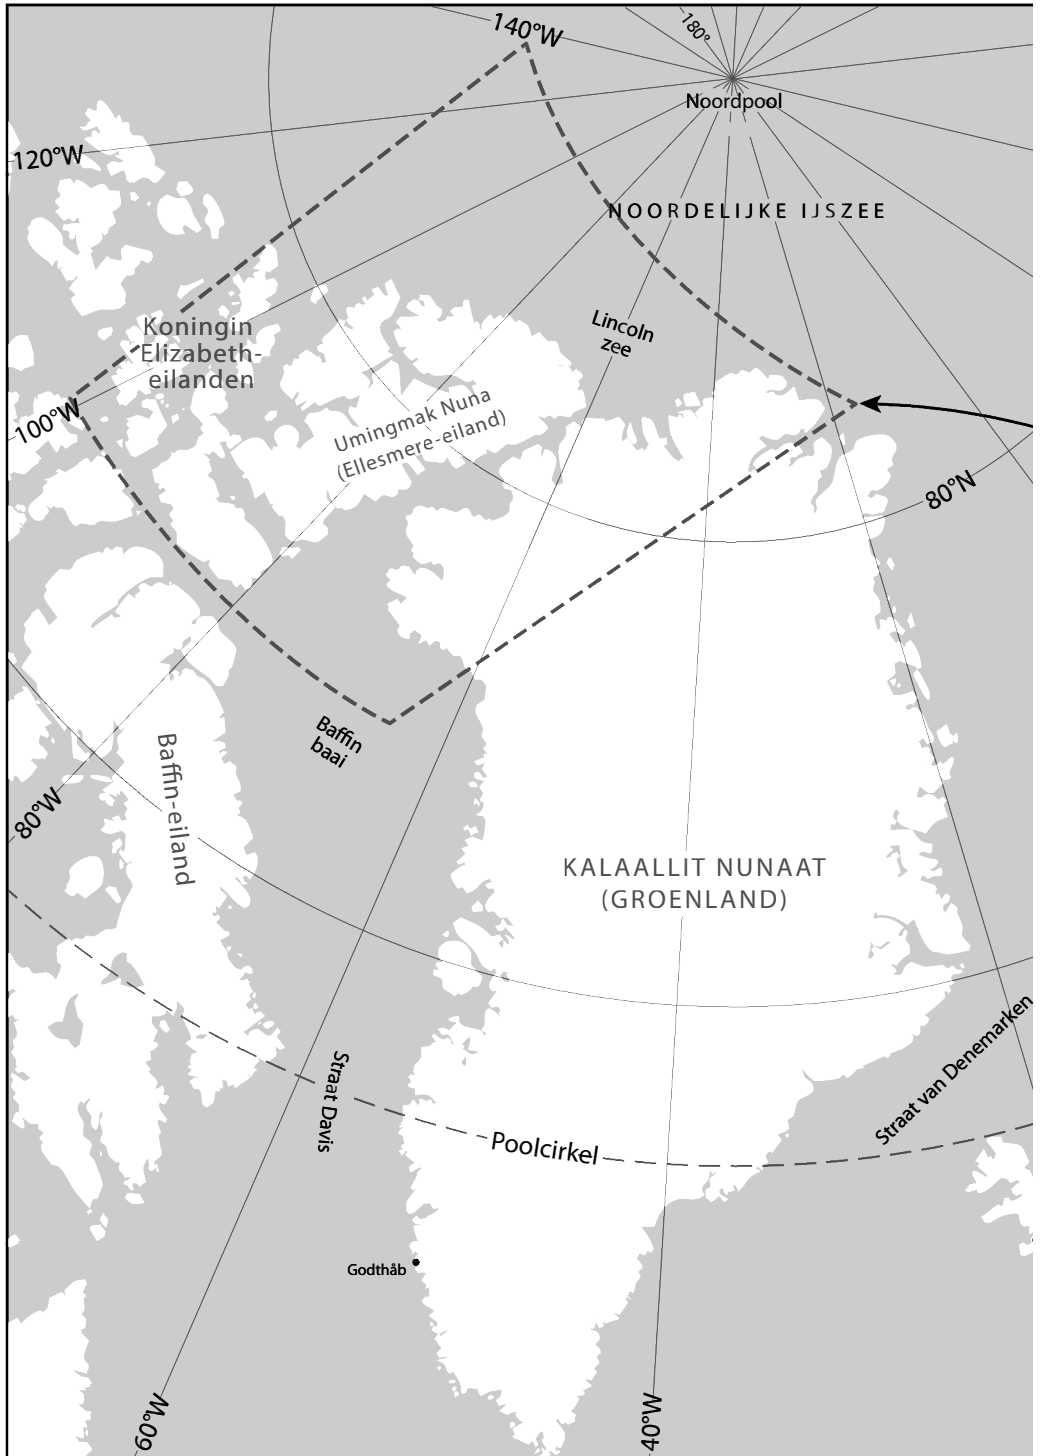 140°W
180°
Noordpool
120°W
NOORDELIJKE IJSZEE
Koningin
Elizabeth-
eilanden
Lincoln
zee
100°W
Umingmak Nuna
(Ellesmere-eiland)
80°N
Baffin
baai
Baffin-eiland
80°W
KALAALLIT NUNAAT
(GROENLAND)
Straat van Denemarken
Straat Davis
Poolcirkel
Godthåb
60°W
40°W